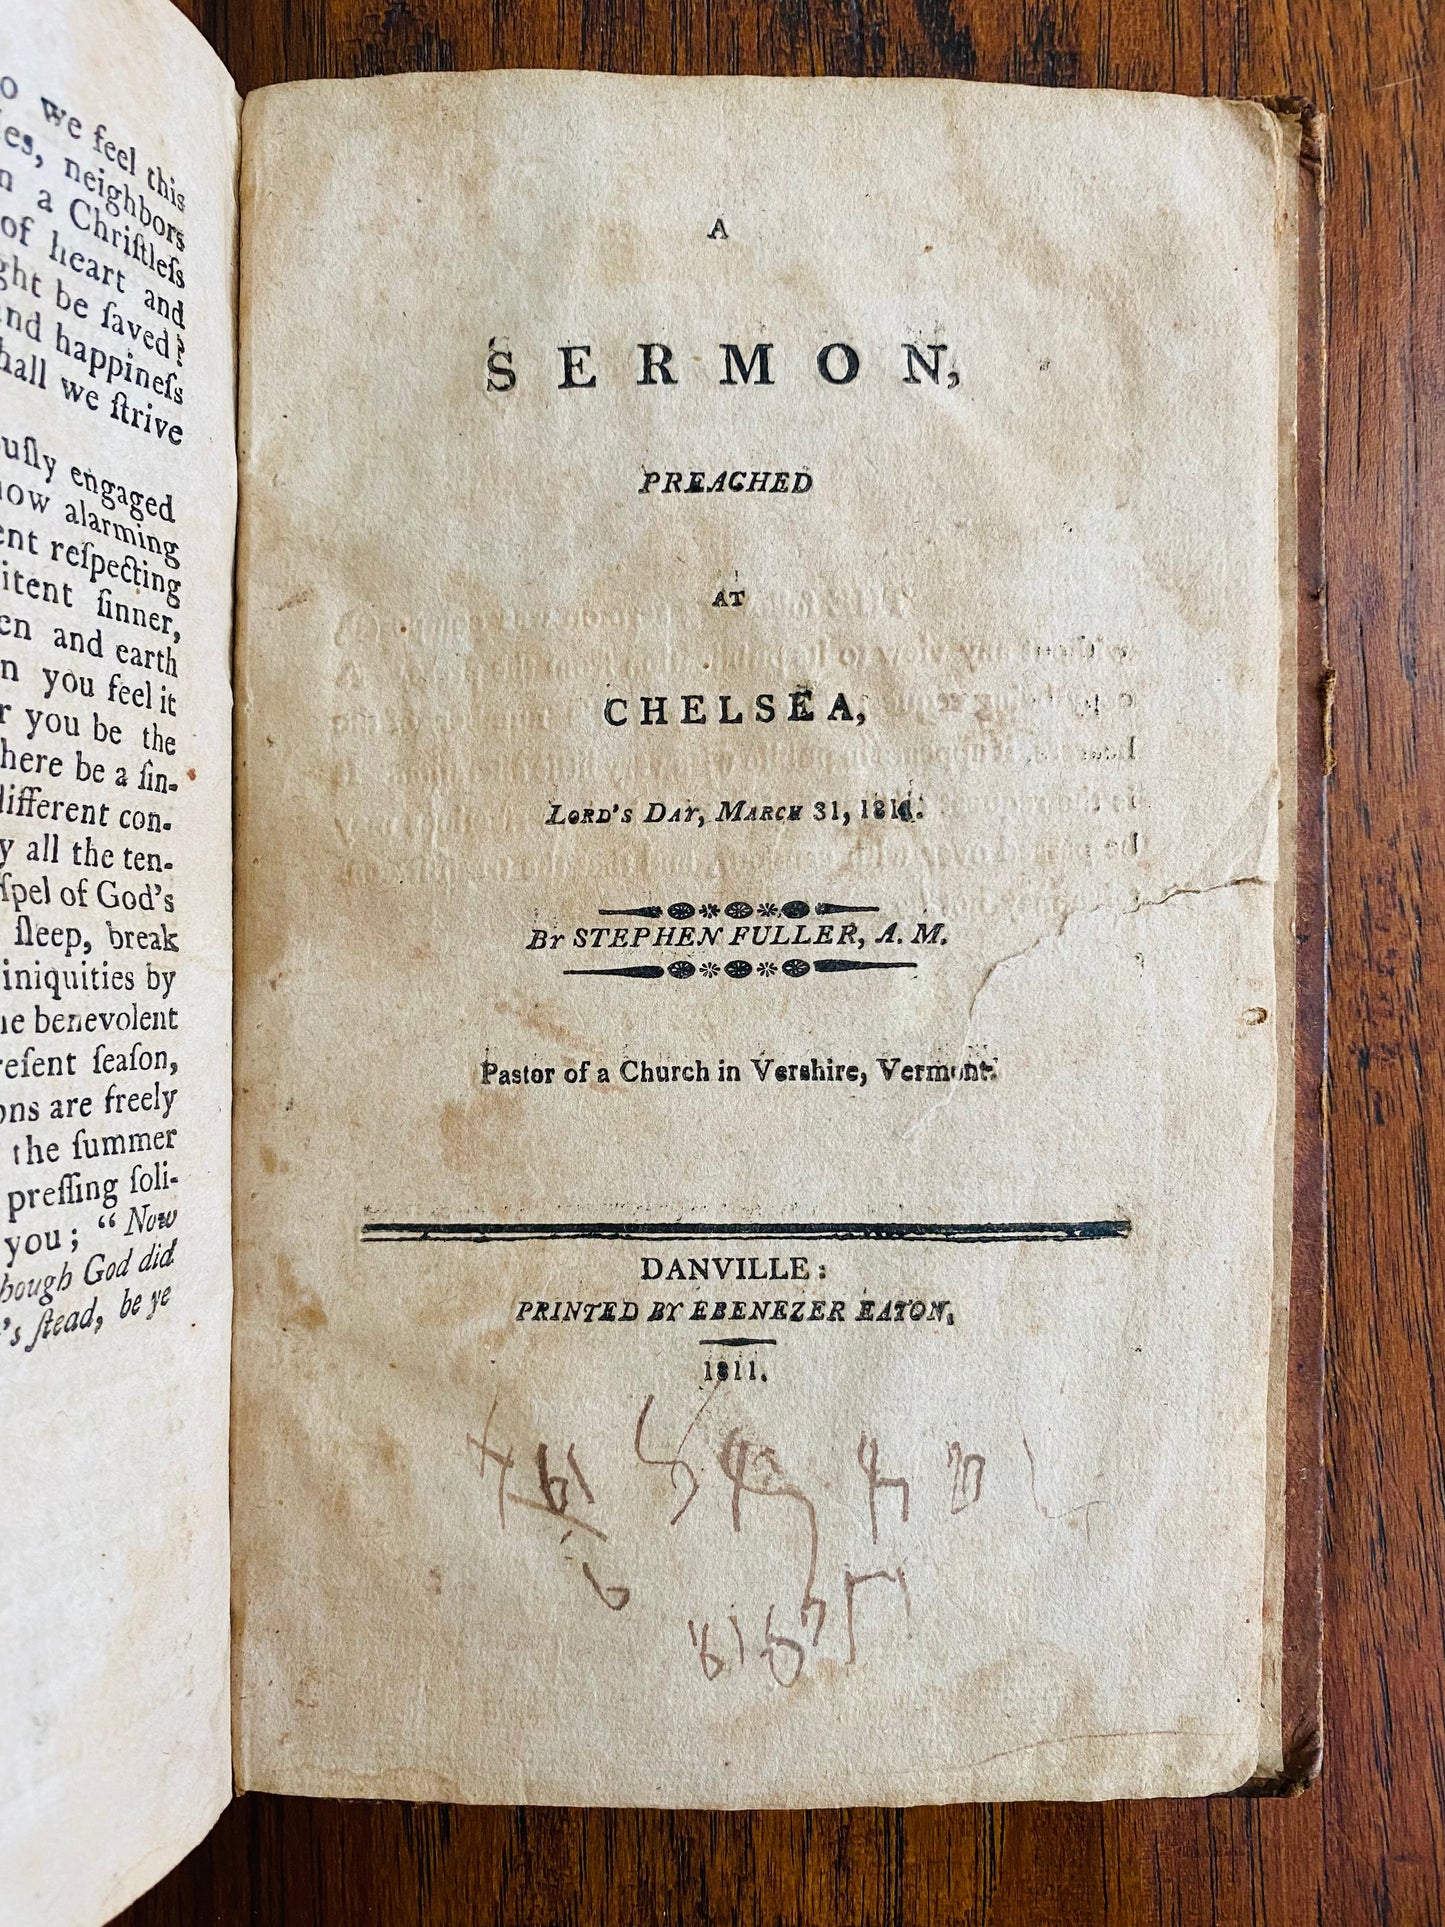 o we feel this
ies, neighbors
n a Chriſtleſs
of heart and
ght be ſaved?
and happineſs
hall we ſtrive
ouſly engaged
how alarming
ent reſpecting
itent ſinner,
en and earth
n you feel it
r you be the
here be a ſin-
different con-
y all the ten-
ſpel of God's
ſleep, break
iniquities by
he benevolent
reſent ſeaſon,
ons are freely
the ſummer
preſſing ſoli-
you; "Now
hough God did
's ſtead, be ye
A
SERMON,
PREACHED
AT
CHELSEA,
LORD'S DAY, MARCH 31, 1811.
BY STEPHEN FULLER, A. M.
Pastor of a Church in Vershire, Vermont.
DANVILLE:
PRINTED BY EBENEZER EATON,
1811.